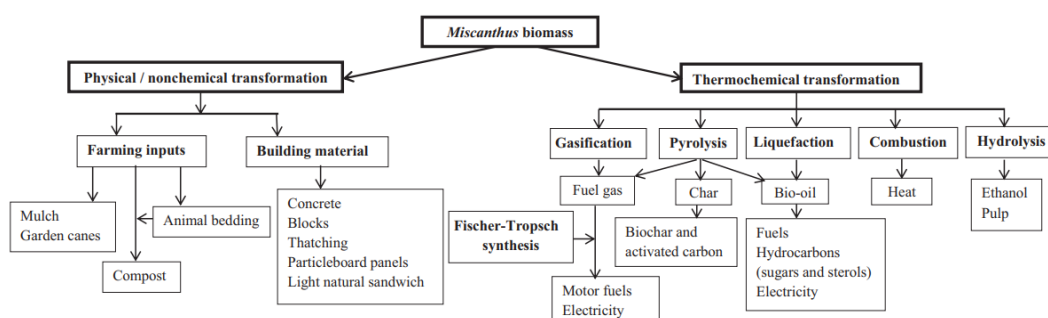 Miscanthus biomass
Physical / nonchemical transformation
Thermochemical transformation
Farming inputs
Building material
Gasification
Pyrolysis
Liquefaction
Combustion
Hydrolysis
Mulch
Garden canes
Animal bedding
Compost
Concrete
Blocks
Thatching
Particleboard panels
Light natural sandwich
Fuel gas
Char
Bio-oil
Heat
Ethanol
Pulp
Fischer-Tropsch
synthesis
Biochar and
activated carbon
Fuels
Hydrocarbons
(sugars and sterols)
Electricity
Motor fuels
Electricity